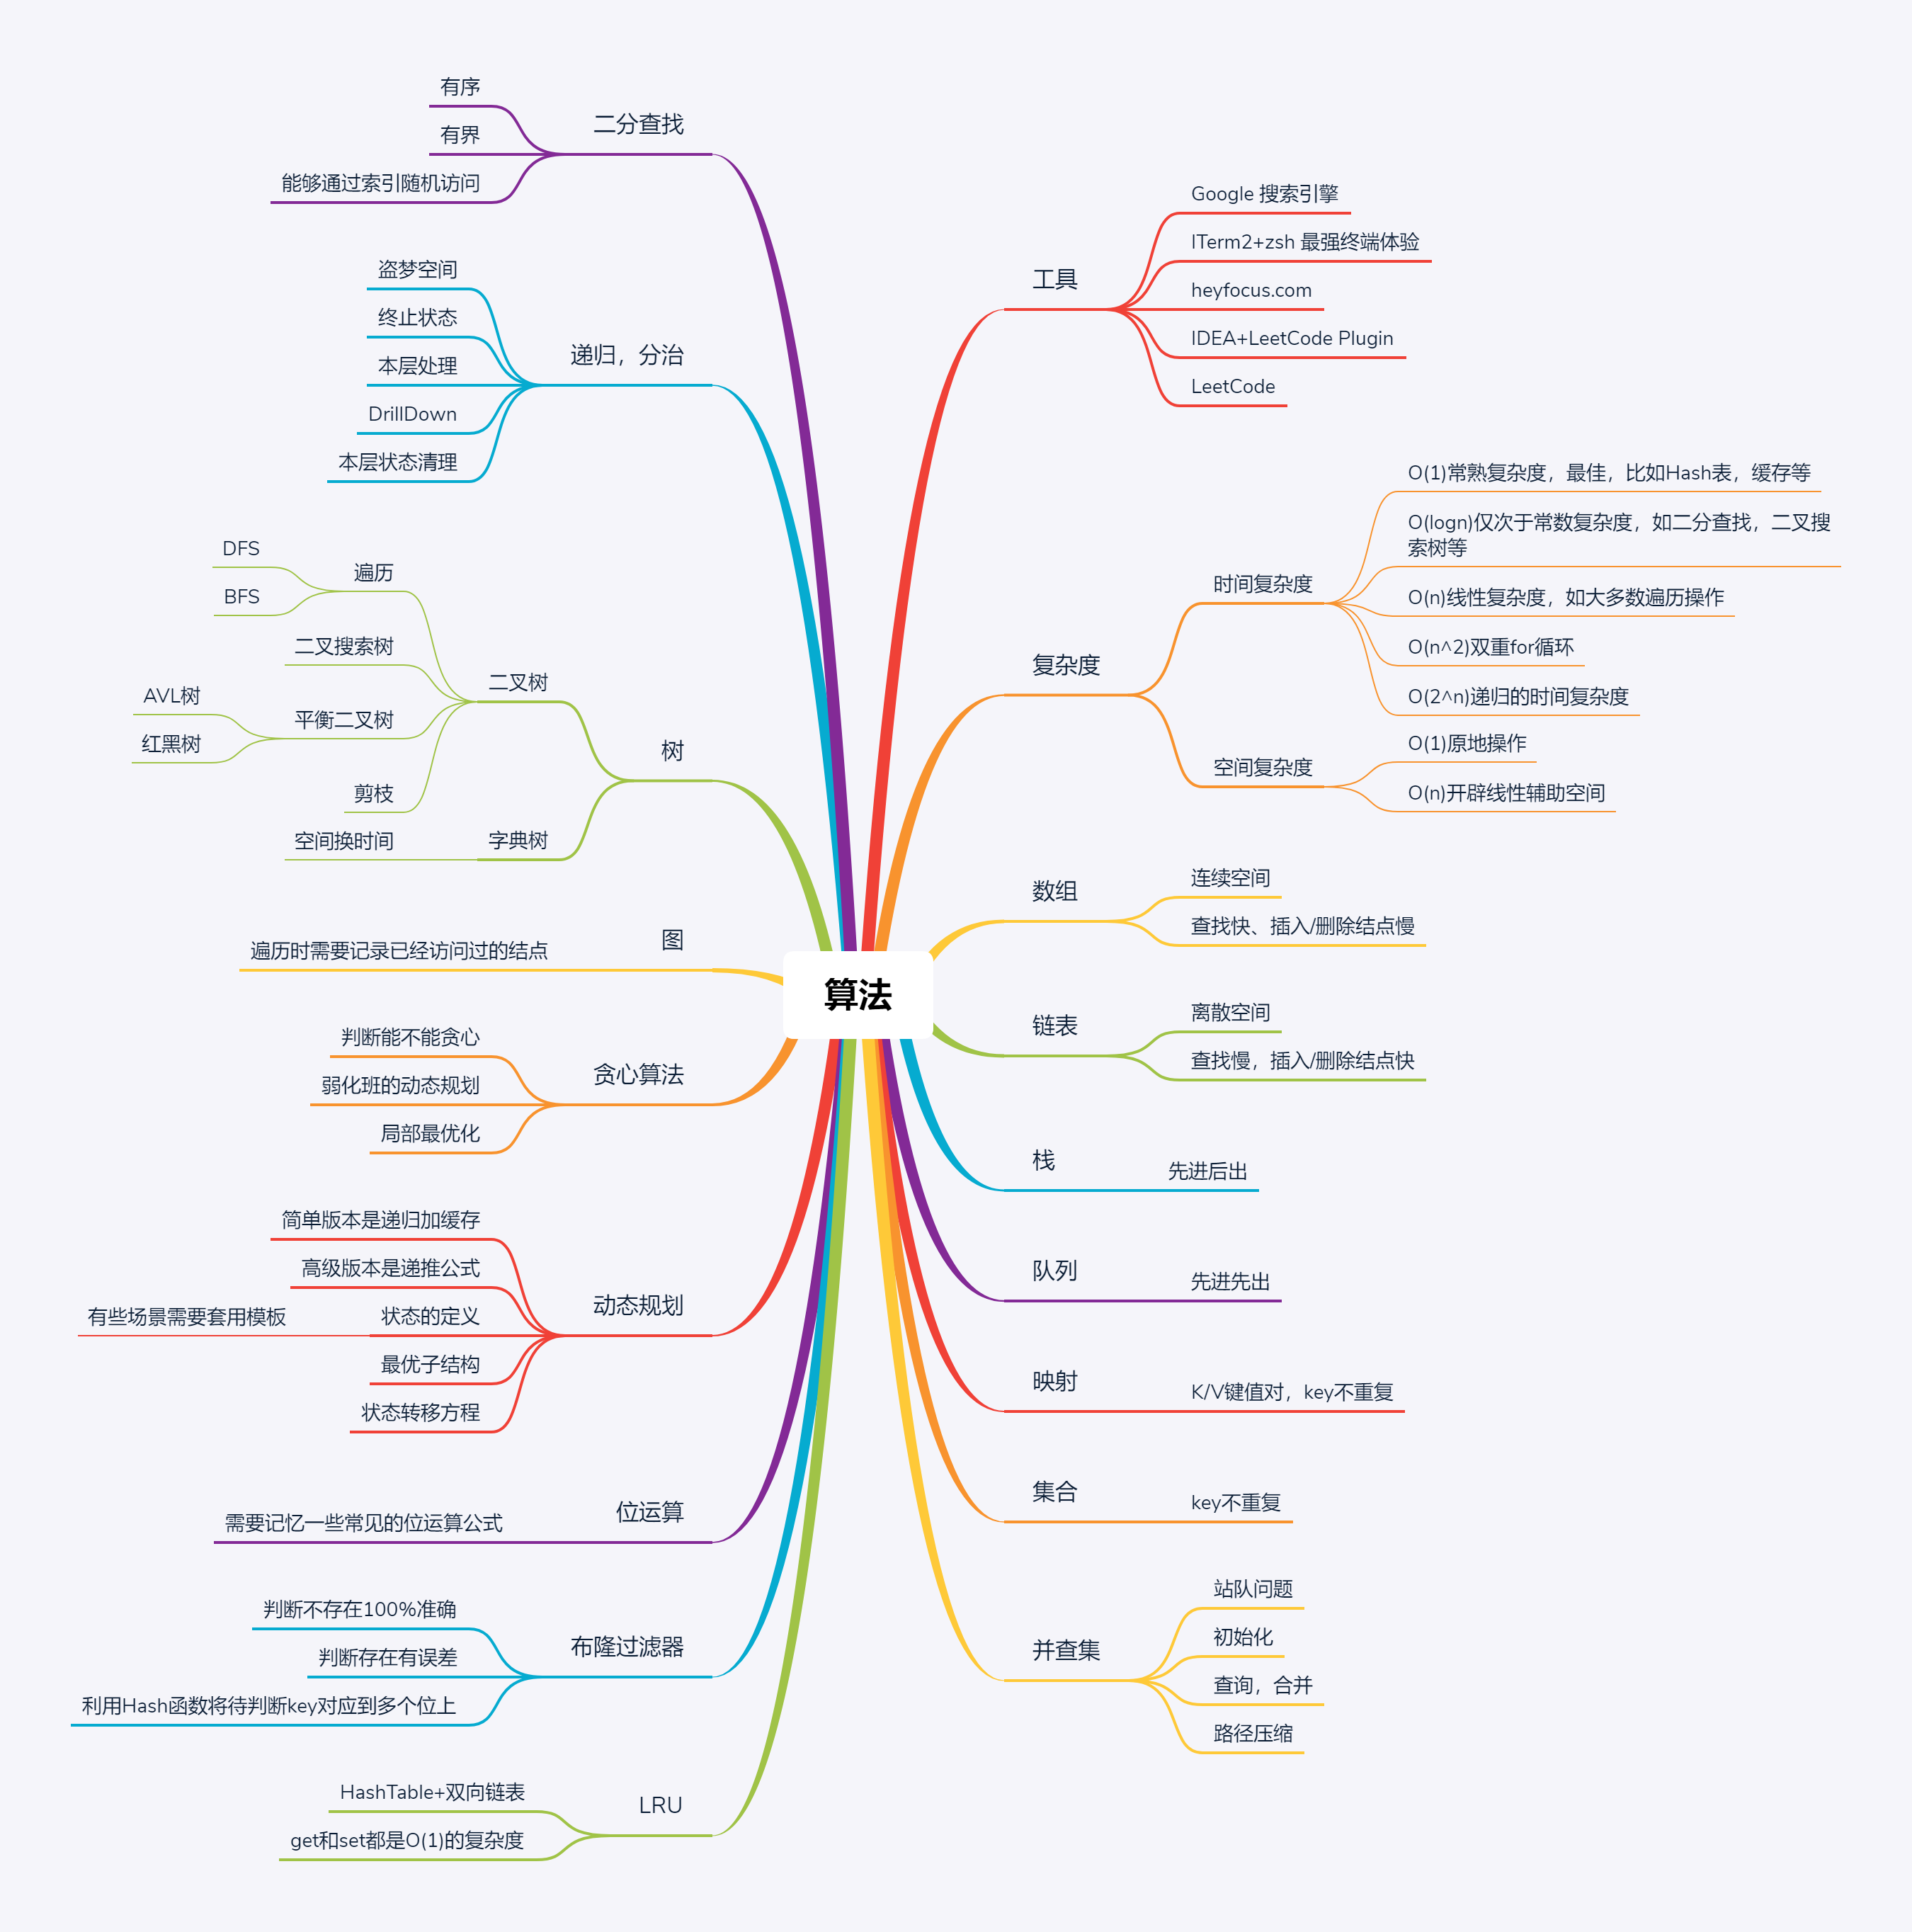 算法
工具
Google 搜索引擎
ITerm2+zsh 最强终端体验
heyfocus.com
IDEA+LeetCode Plugin
LeetCode
复杂度
时间复杂度
O(1)常熟复杂度，最佳，比如Hash表，缓存等
O(logn)仅次于常数复杂度，如二分查找，二叉搜
索树等
O(n)线性复杂度，如大多数遍历操作
O(n^2)双重for循环
O(2^n)递归的时间复杂度
空间复杂度
O(1)原地操作
O(n)开辟线性辅助空间
数组
连续空间
查找快、插入/删除结点慢
链表
离散空间
查找慢，插入/删除结点快
栈
先进后出
队列
先进先出
映射
K/V键值对，key不重复
集合
key不重复
并查集
站队问题
初始化
查询，合并
路径压缩
二分查找
有序
有界
能够通过索引随机访问
递归，分治
盗梦空间
终止状态
本层处理
DrillDown
本层状态清理
树
二叉树
遍历
DFS
BFS
二叉搜索树
平衡二叉树
AVL树
红黑树
剪枝
字典树
空间换时间
图
遍历时需要记录已经访问过的结点
贪心算法
判断能不能贪心
弱化班的动态规划
局部最优化
动态规划
简单版本是递归加缓存
高级版本是递推公式
状态的定义
有些场景需要套用模板
最优子结构
状态转移方程
位运算
需要记忆一些常见的位运算公式
布隆过滤器
判断不存在100%准确
判断存在有误差
利用Hash函数将待判断key对应到多个位上
LRU
HashTable+双向链表
get和set都是O(1)的复杂度